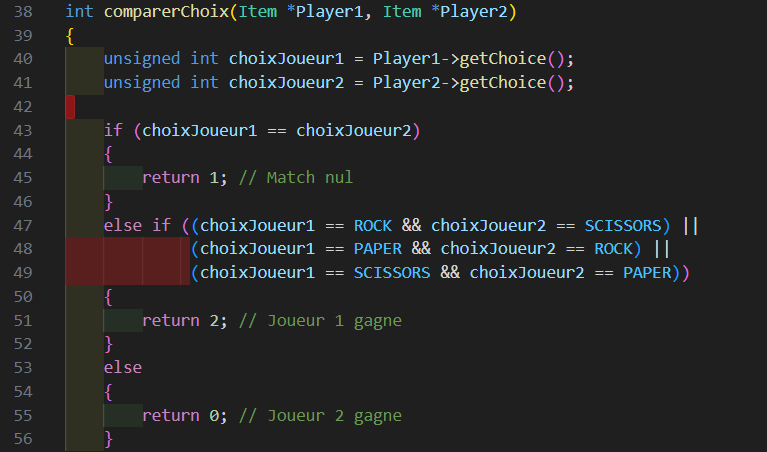 38 int comparerChoix(Item *Player1, Item *Player2)
39 {
40     unsigned int choixJoueur1 = Player1->getChoice();
41     unsigned int choixJoueur2 = Player2->getChoice();
42
43     if (choixJoueur1 == choixJoueur2)
44     {
45         return 1; // Match nul
46     }
47     else if ((choixJoueur1 == ROCK && choixJoueur2 == SCISSORS) ||
48              (choixJoueur1 == PAPER && choixJoueur2 == ROCK) ||
49              (choixJoueur1 == SCISSORS && choixJoueur2 == PAPER))
50     {
51         return 2; // Joueur 1 gagne
52     }
53     else
54     {
55         return 0; // Joueur 2 gagne
56     }